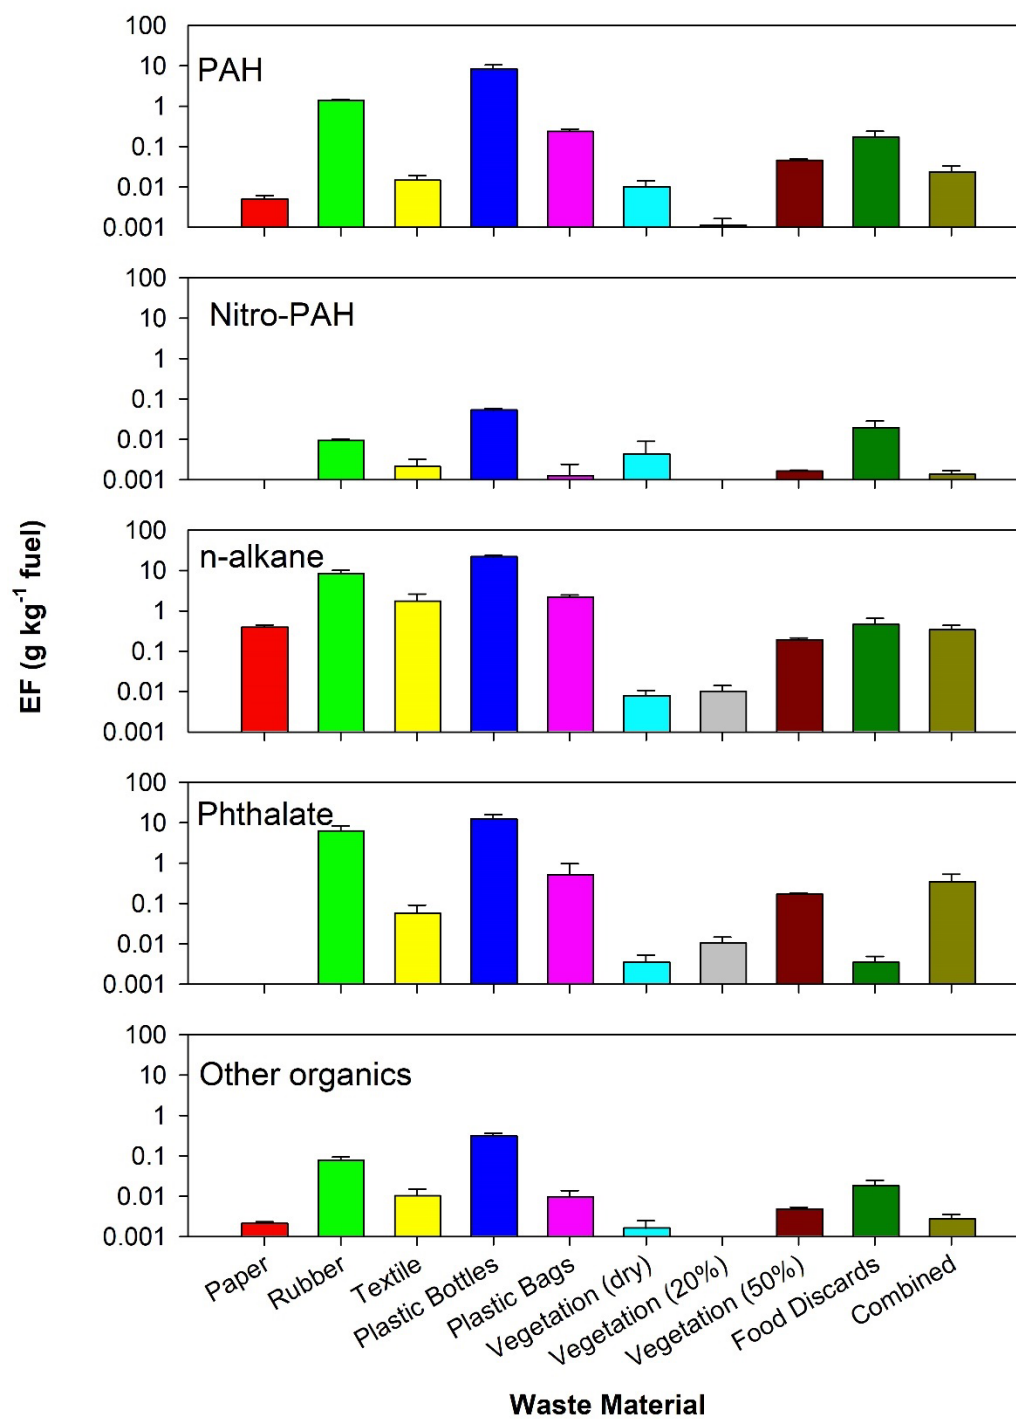 100
PAH
10
1
0.1
0.01
0.001
100
Nitro-PAH
10
1
0.1
0.01
0.001
100
n-alkane
10
1
0.1
0.01
0.001
100
Phthalate
10
1
0.1
0.01
0.001
100
Other organics
10
1
0.1
0.01
0.001
EF (g kg⁻¹ fuel)
Paper
Rubber
Textile
Plastic Bottles
Plastic Bags
Vegetation (dry)
Vegetation (20%)
Vegetation (50%)
Food Discards
Combined
Waste Material